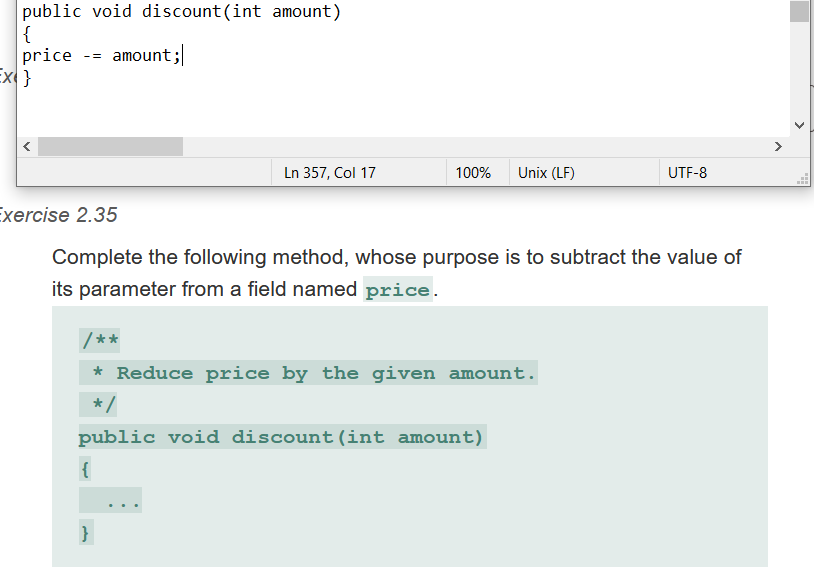 public void discount(int amount)
{
price -= amount;
}
Ln 357, Col 17 100% Unix (LF) UTF-8
xercise 2.35
Complete the following method, whose purpose is to subtract the value of
its parameter from a field named price.
/**
* Reduce price by the given amount.
*/
public void discount(int amount)
{
...
}